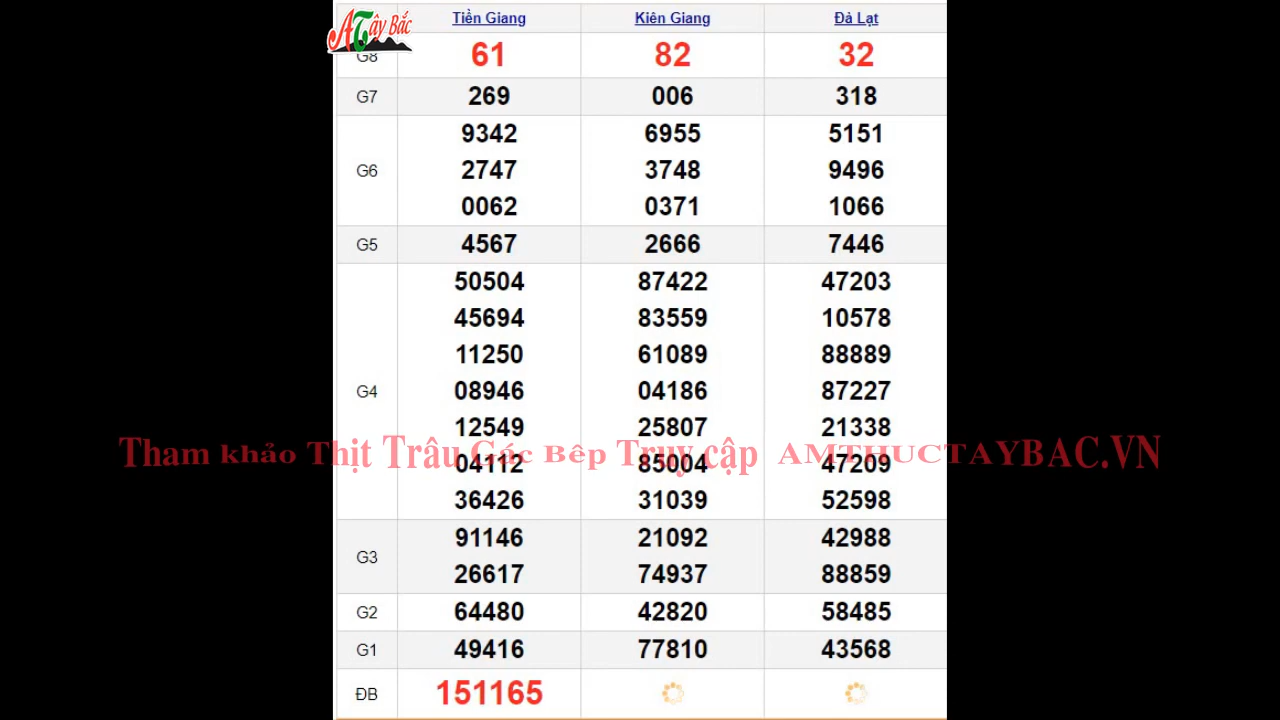 ATây Bắc
Tiền Giang Kiên Giang Đà Lạt
G8 61 82 32
G7 269 006 318
9342 6955 5151
G6 2747 3748 9496
0062 0371 1066
G5 4567 2666 7446
50504 87422 47203
45694 83559 10578
11250 61089 88889
G4 08946 04186 87227
12549 25807 21338
Tham khảo Thịt Trâu Gác Bếp Truy cập AMTHUCTAYBAC.VN
04112 85004 47209
36426 31039 52598
91146 21092 42988
G3
26617 74937 88859
G2 64480 42820 58485
G1 49416 77810 43568
ĐB 151165